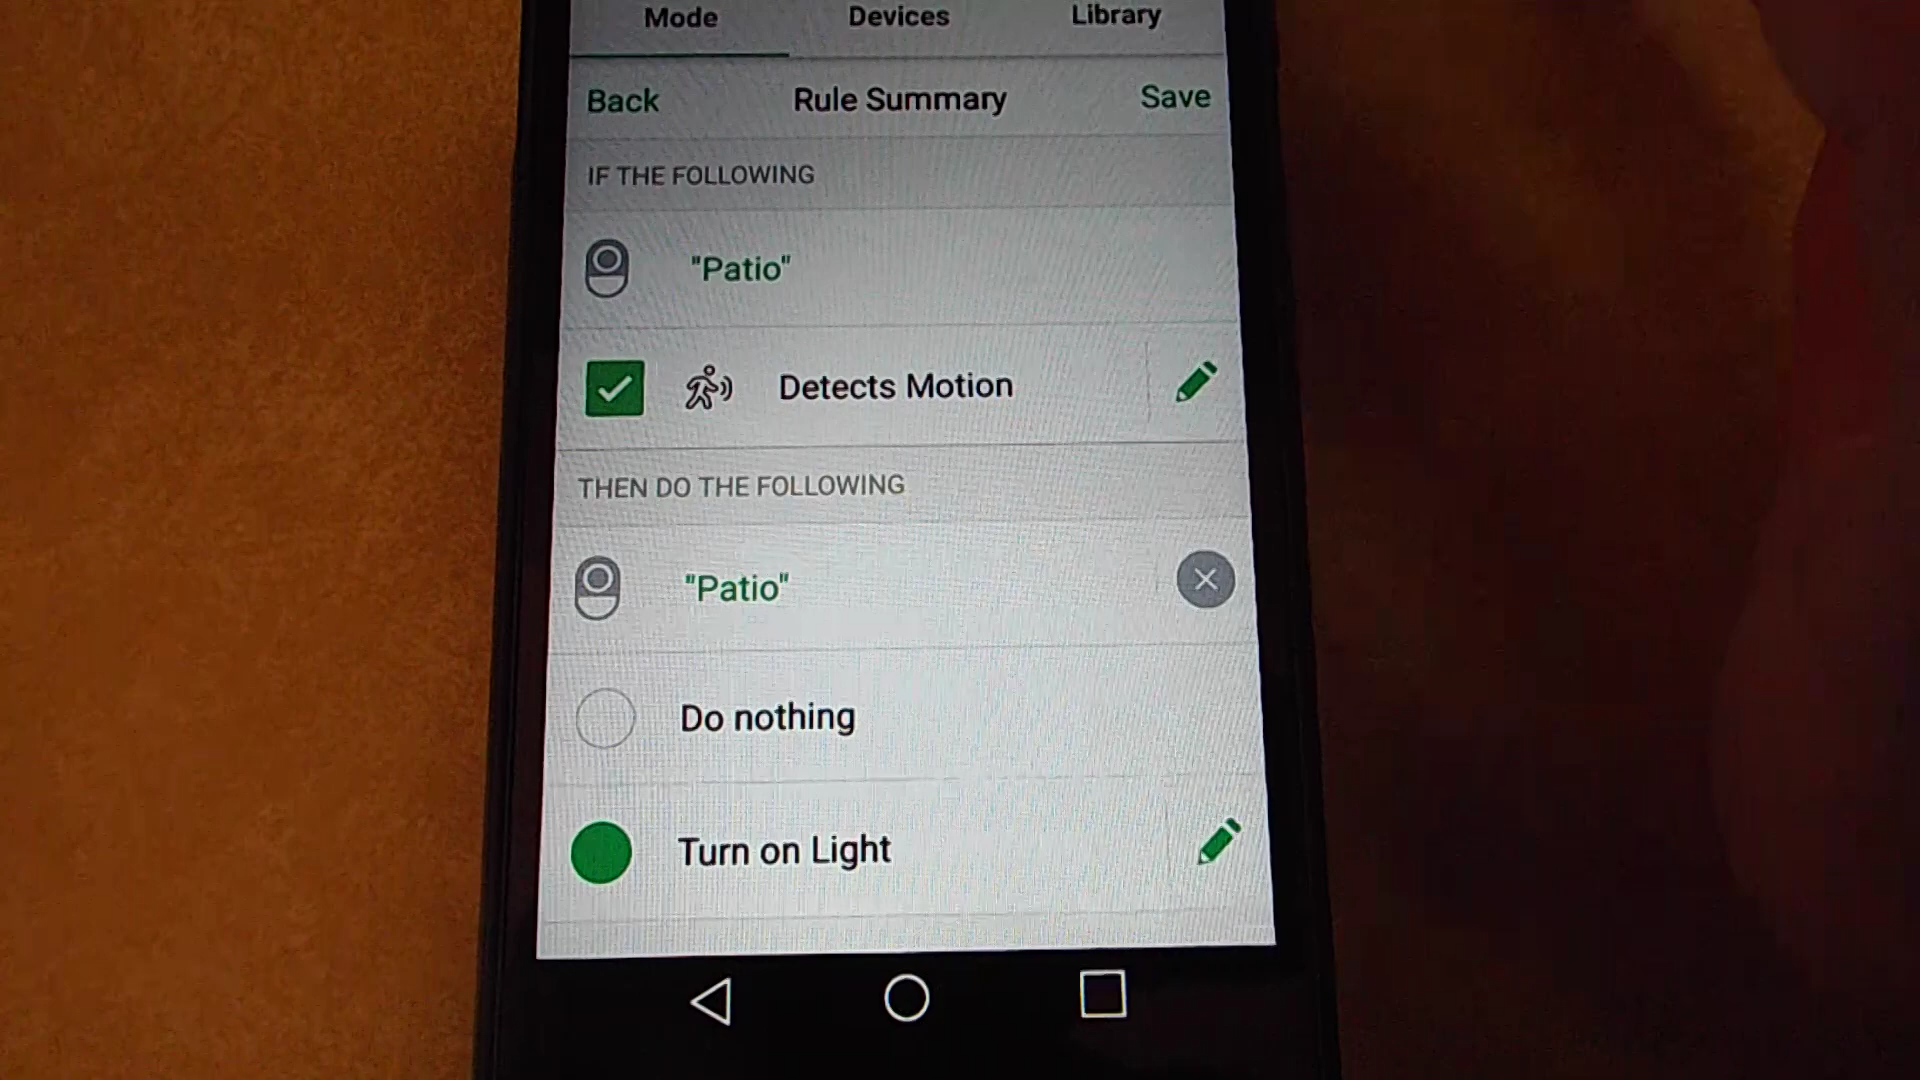 Mode Devices Library
Back Rule Summary Save
IF THE FOLLOWING
"Patio"
Detects Motion
THEN DO THE FOLLOWING
"Patio"
Do nothing
Turn on Light